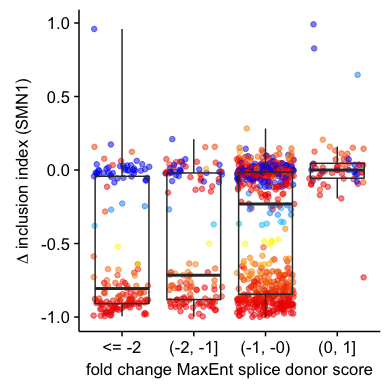 Δ inclusion index (SMN1)
1.0
0.5
0.0
-0.5
-1.0
<= -2 (-2, -1] (-1, -0) (0, 1]
fold change MaxEnt splice donor score